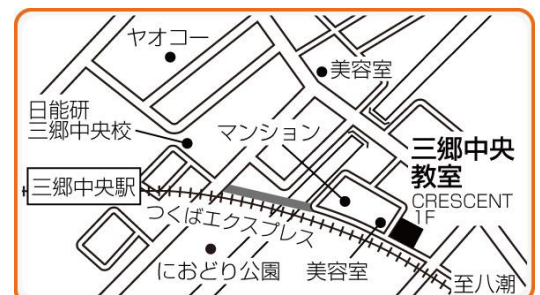 ヤオコー
美容室
日能研
三郷中央校
マンション
三郷中央
教室
CRESCENT
1F
三郷中央駅
つくばエクスプレス
におどり公園
美容室
至八潮